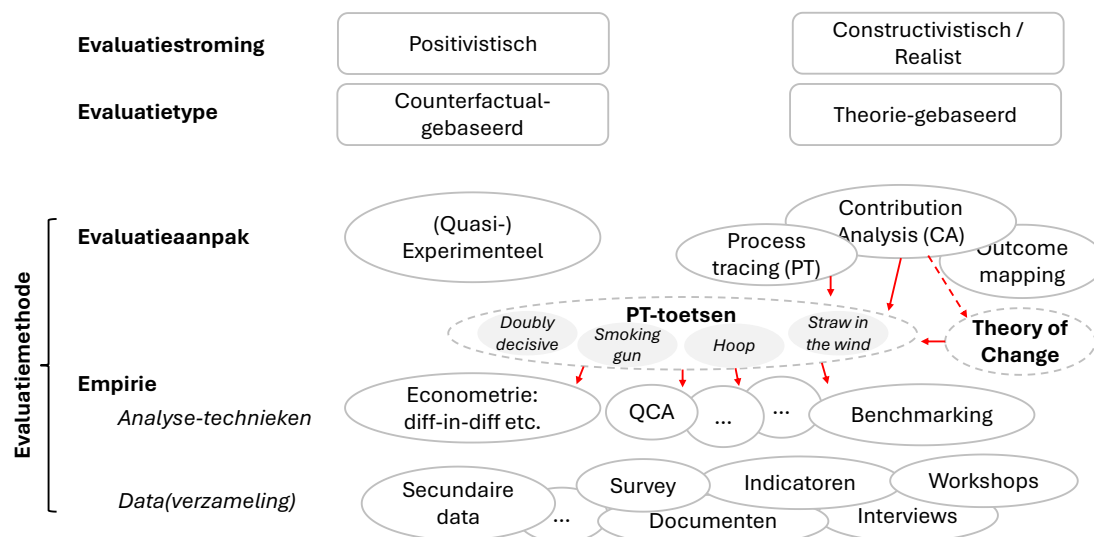 Evaluatiestroming
Positivistisch
Constructivistisch /
Realist
Evaluatietype
Counterfactual-
gebaseerd
Theorie-gebaseerd
Evaluatiemethode
Evaluatieaanpak
(Quasi-)
Experimenteel
Process
tracing (PT)
Contribution
Analysis (CA)
Outcome
mapping
PT-toetsen
Doubly
decisive
Smoking
gun
Hoop
Straw in
the wind
Theory of
Change
Empirie
Analyse-technieken
Econometrie:
diff-in-diff etc.
QCA
...
...
Benchmarking
Data(verzameling)
Secundaire
data
...
Survey
Documenten
Indicatoren
Interviews
Workshops